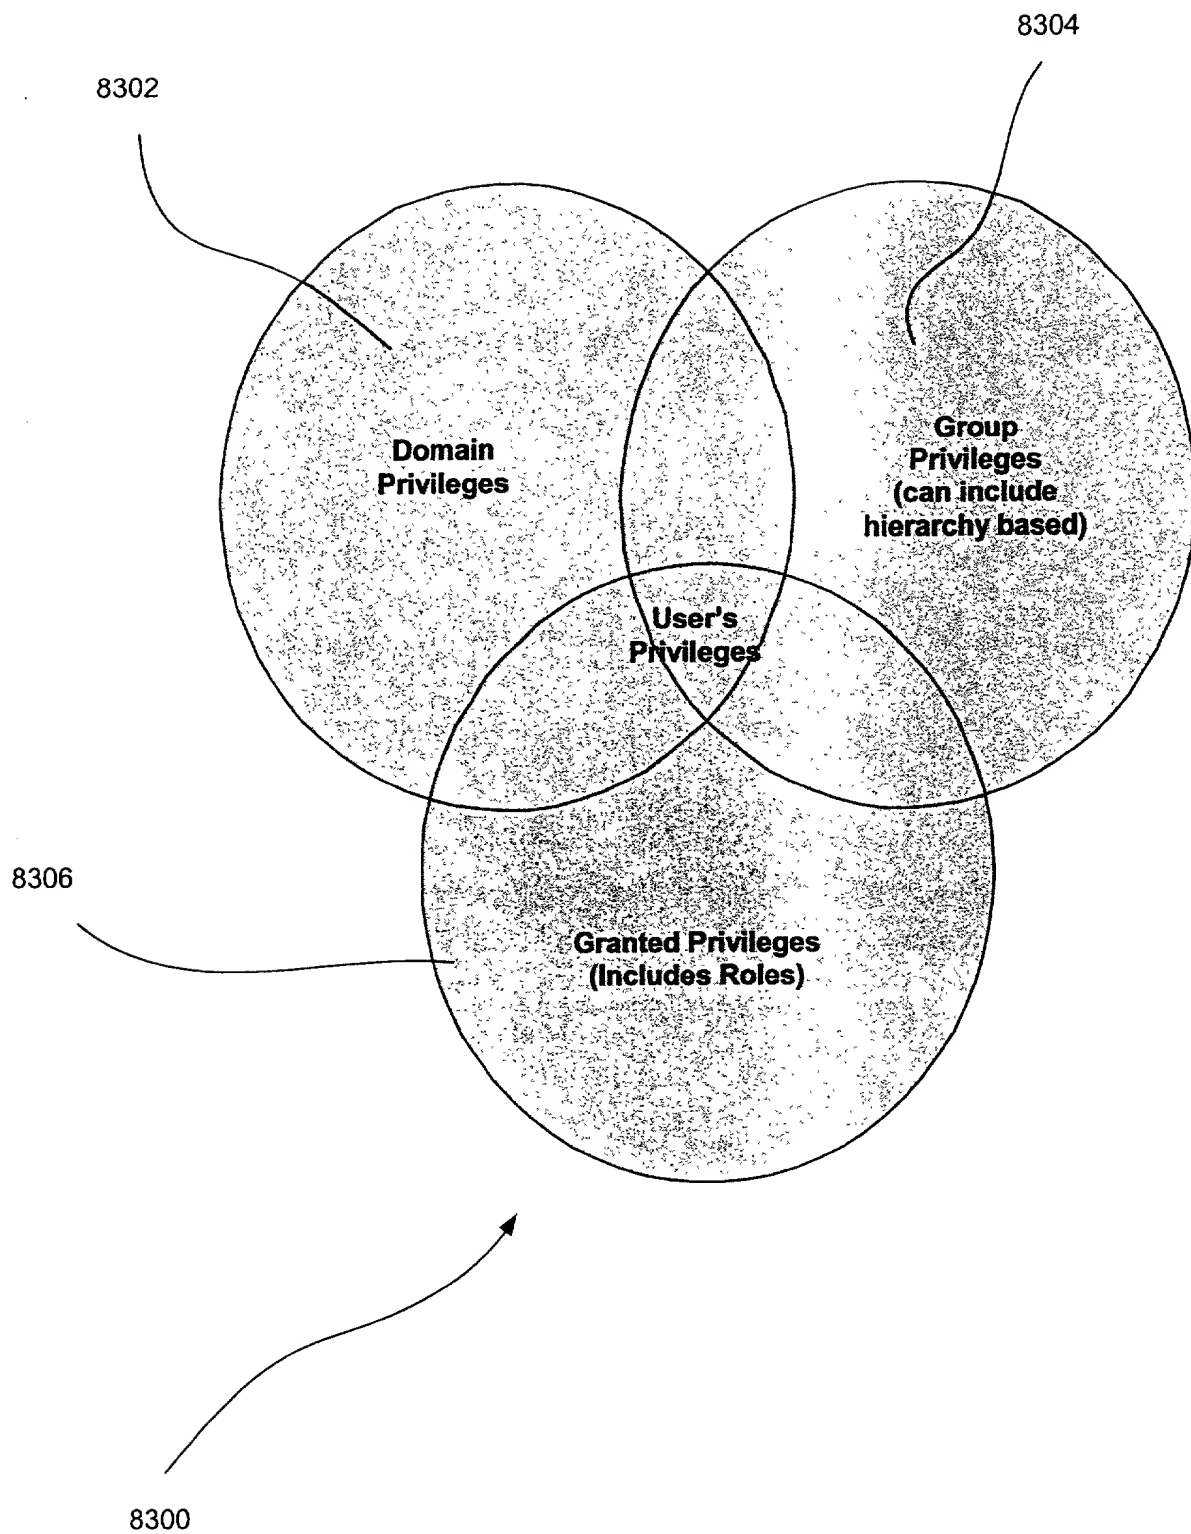 8304
8302
Domain
Privileges
Group
Privileges
(can include
hierarchy based)
User's
Privileges
8306
Granted Privileges
(Includes Roles)
8300